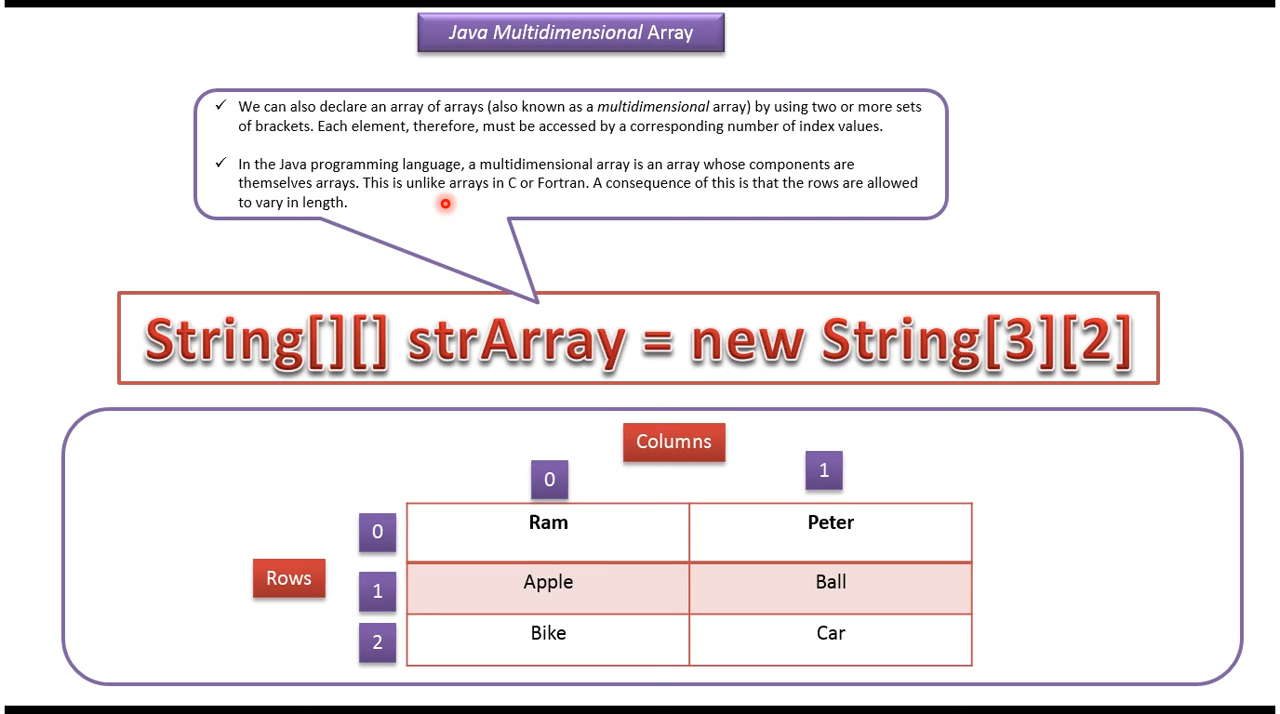 Java Multidimensional Array
✓ We can also declare an array of arrays (also known as a multidimensional array) by using two or more sets
of brackets. Each element, therefore, must be accessed by a corresponding number of index values.
✓ In the Java programming language, a multidimensional array is an array whose components are
themselves arrays. This is unlike arrays in C or Fortran. A consequence of this is that the rows are allowed
to vary in length.
String[][] strArray = new String[3][2]
Columns
0 1
0 Ram Peter
Rows
1 Apple Ball
2 Bike Car